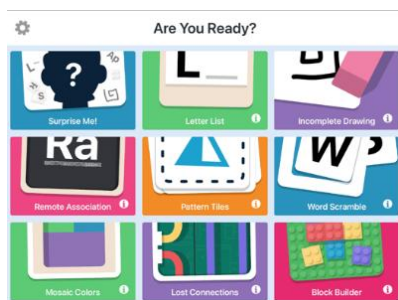 Are You Ready?
?
L
Surprise Me!
Letter List
Incomplete Drawing
Ra
W
Remote Association
Pattern Tiles
Word Scramble
Mosaic Colors
Lost Connections
Block Builder